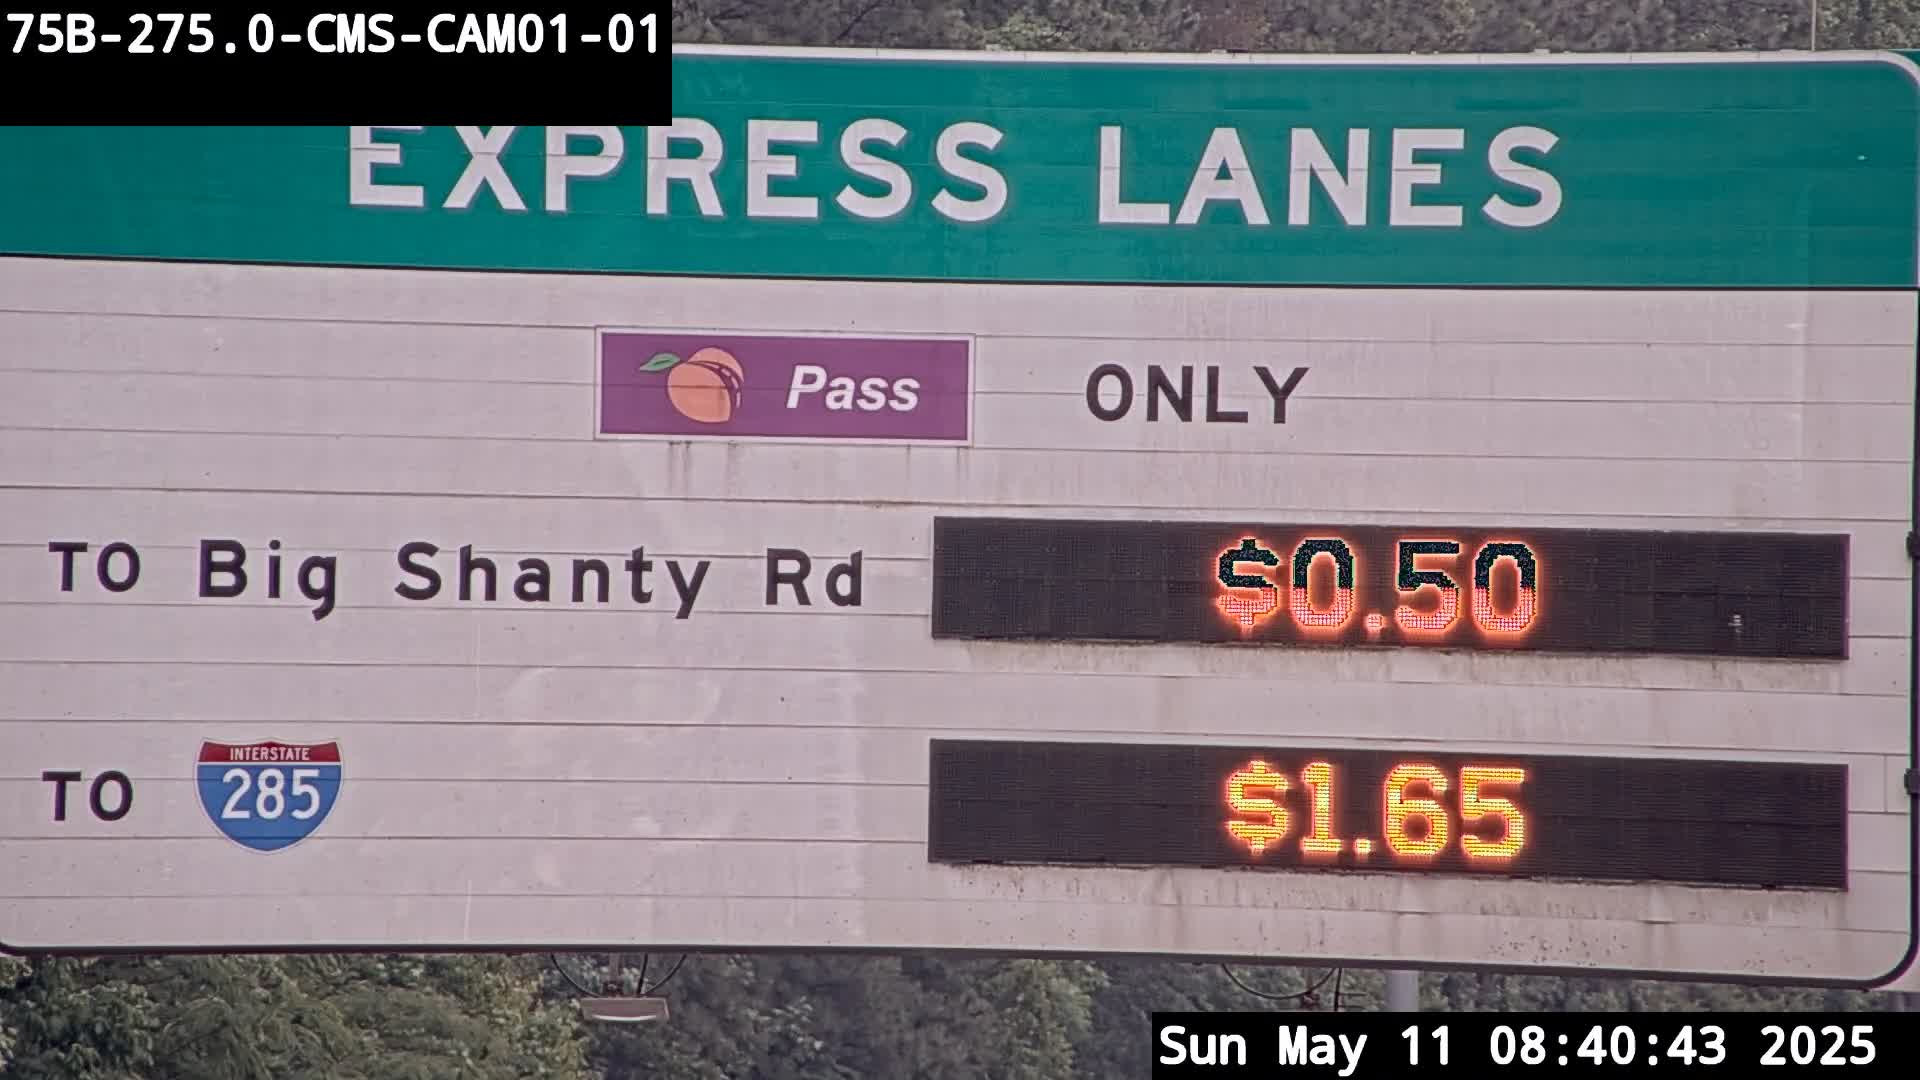 75B-275.0-CMS-CAM01-01
EXPRESS LANES
Pass ONLY
TO Big Shanty Rd $0.50
TO INTERSTATE 285 $1.65
Sun May 11 08:40:43 2025